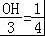 OH/3 = 1/4